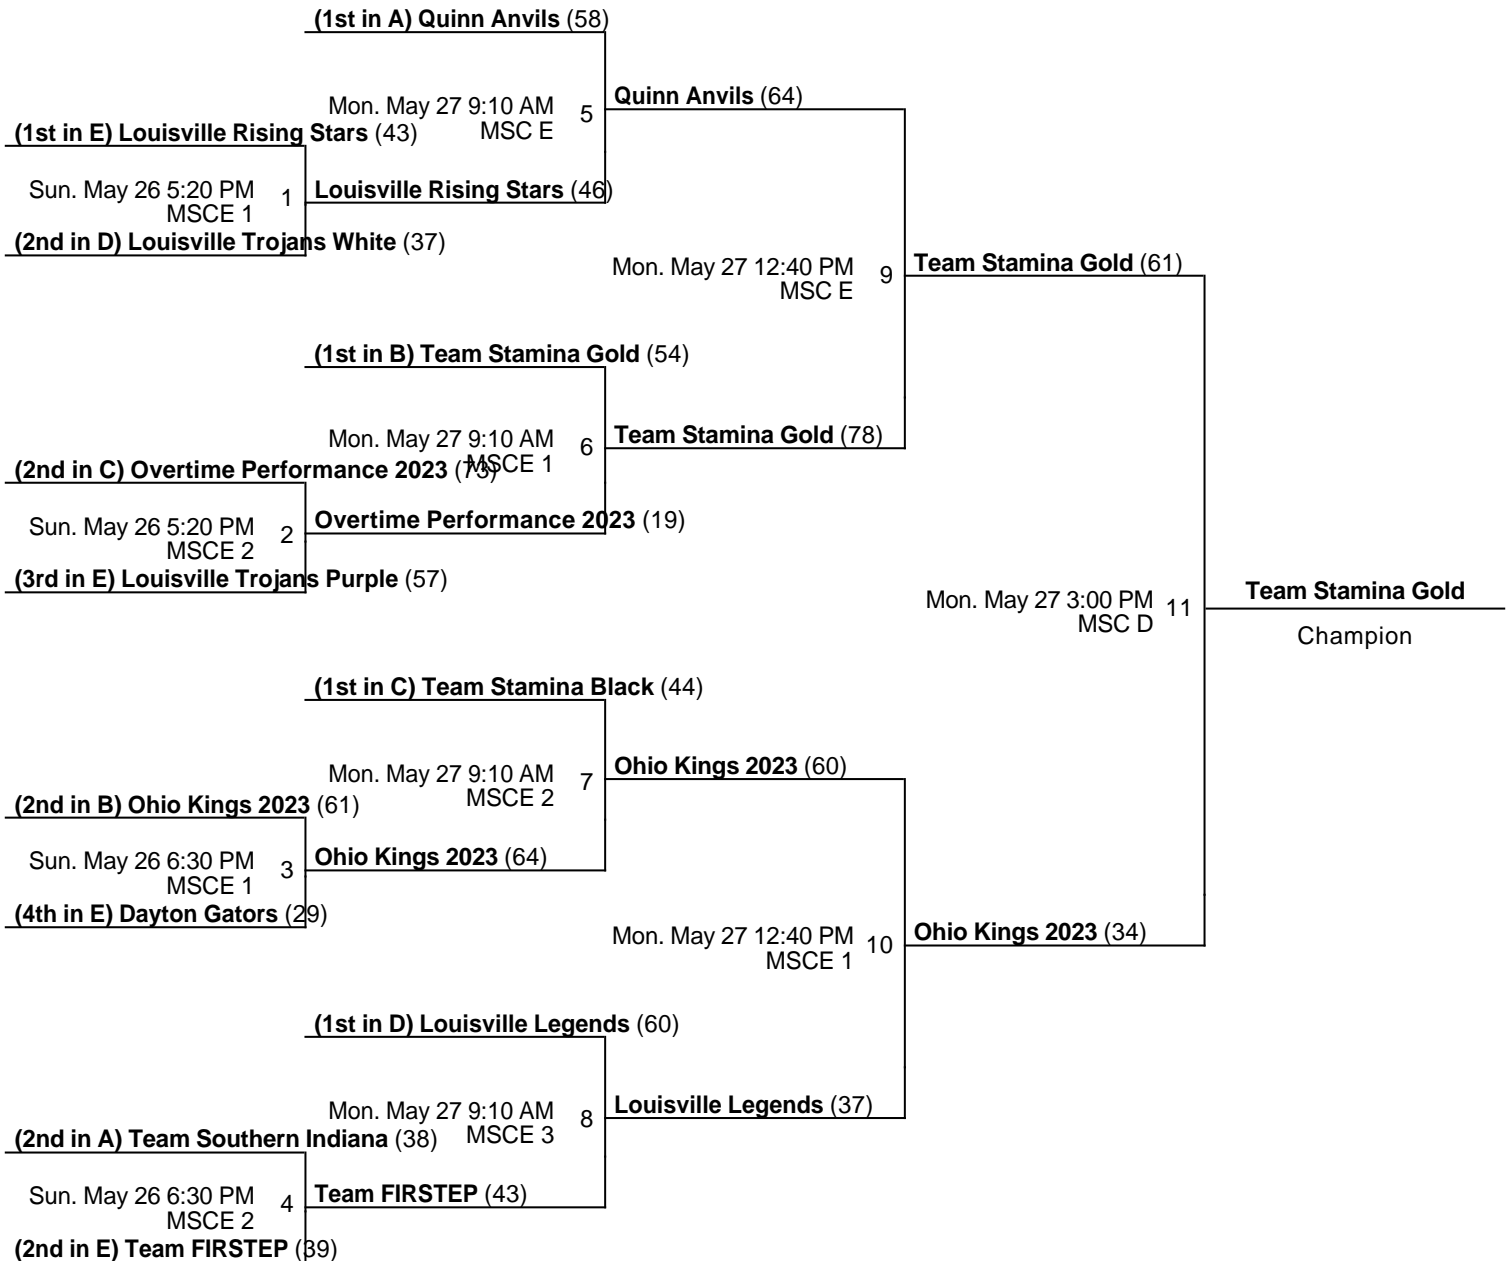 (1st in A) Quinn Anvils (58)
Mon. May 27 9:10 AM
MSC E
5
Quinn Anvils (64)
(1st in E) Louisville Rising Stars (43)
Sun. May 26 5:20 PM
MSCE 1
1
Louisville Rising Stars (46)
(2nd in D) Louisville Trojans White (37)
Mon. May 27 12:40 PM
MSC E
9
Team Stamina Gold (61)
(1st in B) Team Stamina Gold (54)
Mon. May 27 9:10 AM
MSCE 1
6
Team Stamina Gold (78)
(2nd in C) Overtime Performance 2023 (73)
Sun. May 26 5:20 PM
MSCE 2
2
Overtime Performance 2023 (19)
(3rd in E) Louisville Trojans Purple (57)
Mon. May 27 3:00 PM
MSC D
11
Team Stamina Gold
Champion
(1st in C) Team Stamina Black (44)
Mon. May 27 9:10 AM
MSCE 2
7
Ohio Kings 2023 (60)
(2nd in B) Ohio Kings 2023 (61)
Sun. May 26 6:30 PM
MSCE 1
3
Ohio Kings 2023 (64)
(4th in E) Dayton Gators (29)
Mon. May 27 12:40 PM
MSCE 1
10
Ohio Kings 2023 (34)
(1st in D) Louisville Legends (60)
Mon. May 27 9:10 AM
MSCE 3
8
Louisville Legends (37)
(2nd in A) Team Southern Indiana (38)
Sun. May 26 6:30 PM
MSCE 2
4
Team FIRSTEP (43)
(2nd in E) Team FIRSTEP (39)